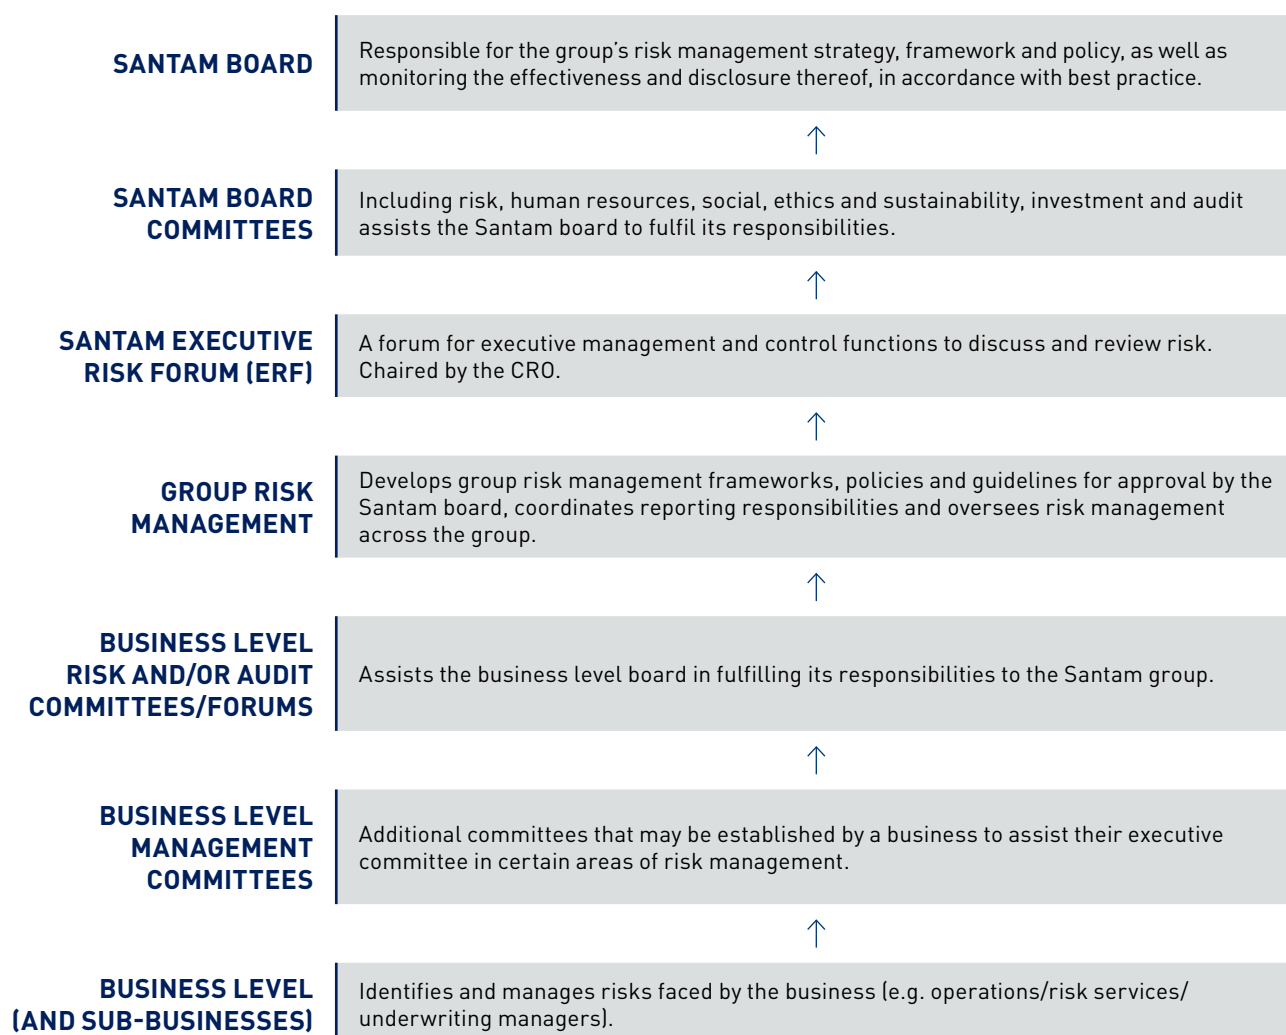 SANTAM BOARD
Responsible for the group's risk management strategy, framework and policy, as well as
monitoring the effectiveness and disclosure thereof, in accordance with best practice.
SANTAM BOARD
COMMITTEES
Including risk, human resources, social, ethics and sustainability, investment and audit
assists the Santam board to fulfil its responsibilities.
SANTAM EXECUTIVE
RISK FORUM (ERF)
A forum for executive management and control functions to discuss and review risk.
Chaired by the CRO.
GROUP RISK
MANAGEMENT
Develops group risk management frameworks, policies and guidelines for approval by the
Santam board, coordinates reporting responsibilities and oversees risk management
across the group.
BUSINESS LEVEL
RISK AND/OR AUDIT
COMMITTEES/FORUMS
Assists the business level board in fulfilling its responsibilities to the Santam group.
BUSINESS LEVEL
MANAGEMENT
COMMITTEES
Additional committees that may be established by a business to assist their executive
committee in certain areas of risk management.
BUSINESS LEVEL
(AND SUB-BUSINESSES)
Identifies and manages risks faced by the business (e.g. operations/risk services/
underwriting managers).